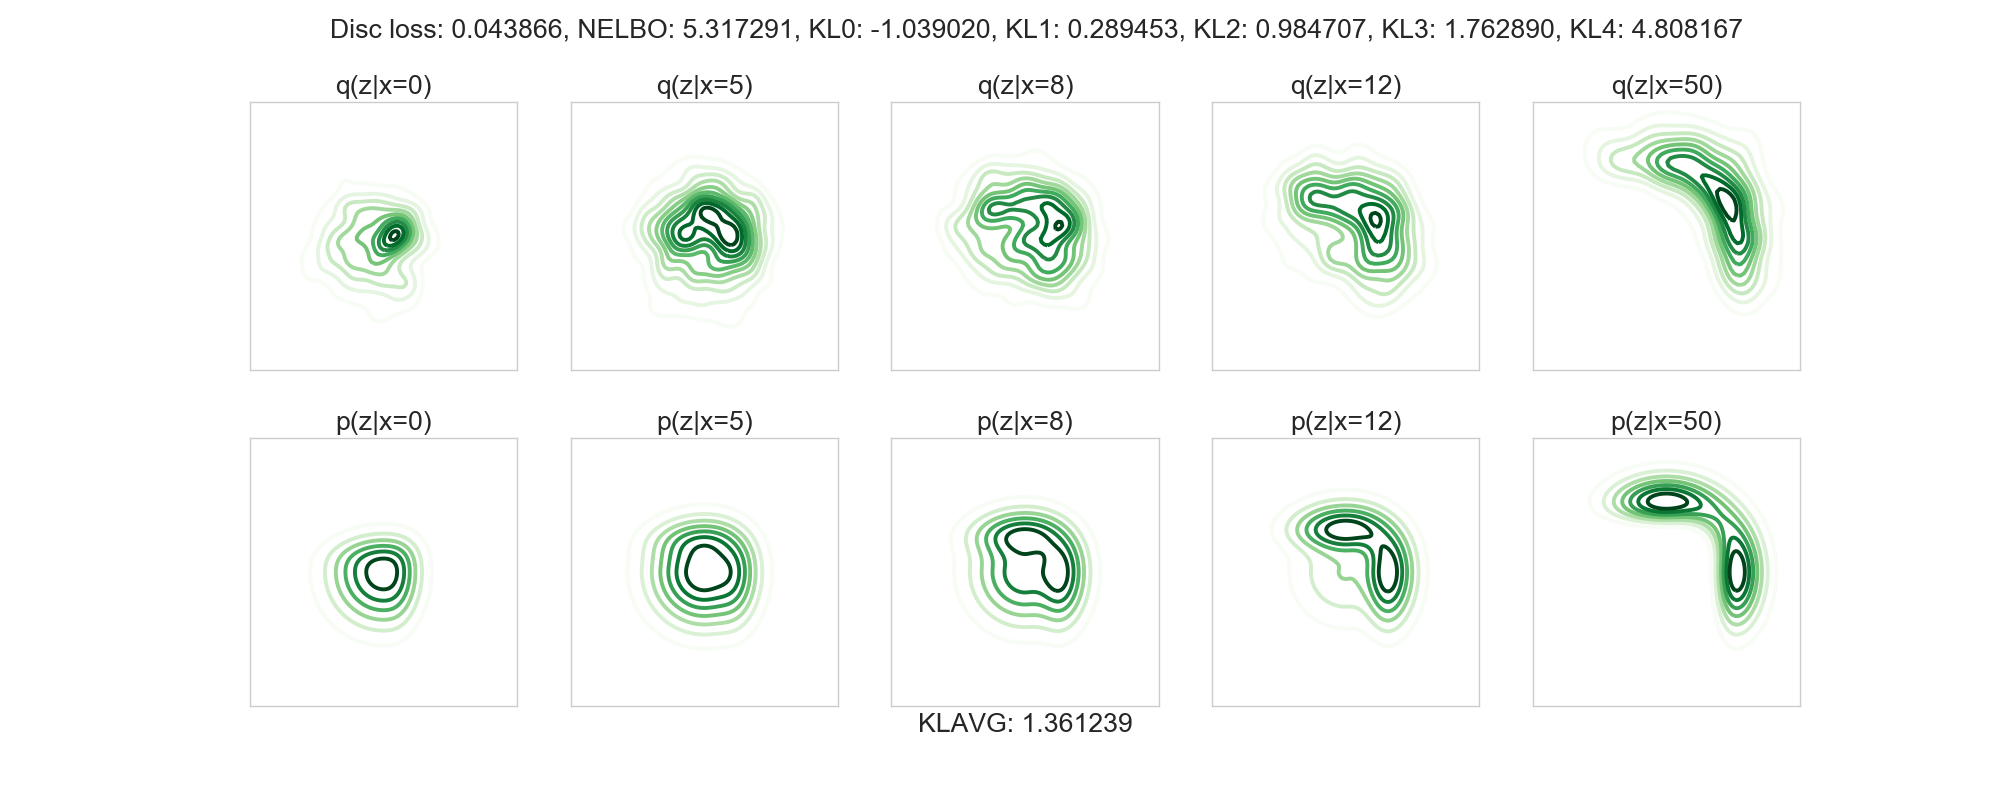 Disc loss: 0.043866, NELBO: 5.317291, KL0: -1.039020, KL1: 0.289453, KL2: 0.984707, KL3: 1.762890, KL4: 4.808167
q(z|x=0) q(z|x=5) q(z|x=8) q(z|x=12) q(z|x=50)
p(z|x=0) p(z|x=5) p(z|x=8) p(z|x=12) p(z|x=50)
KLAVG: 1.361239